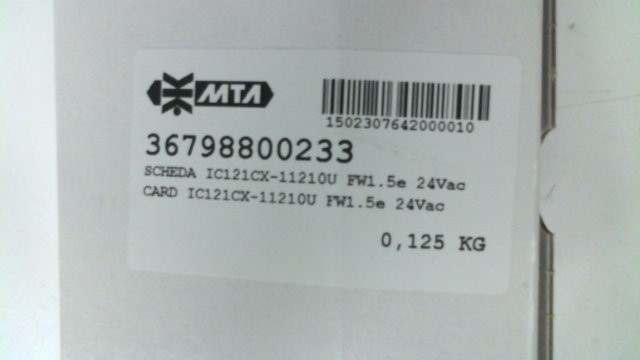 MTA
1502307642000010
36798800233
SCHEDA IC121CX-11210U FW1.5e 24Vac
CARD IC121CX-11210U FW1.5e 24Vac
0,125 KG